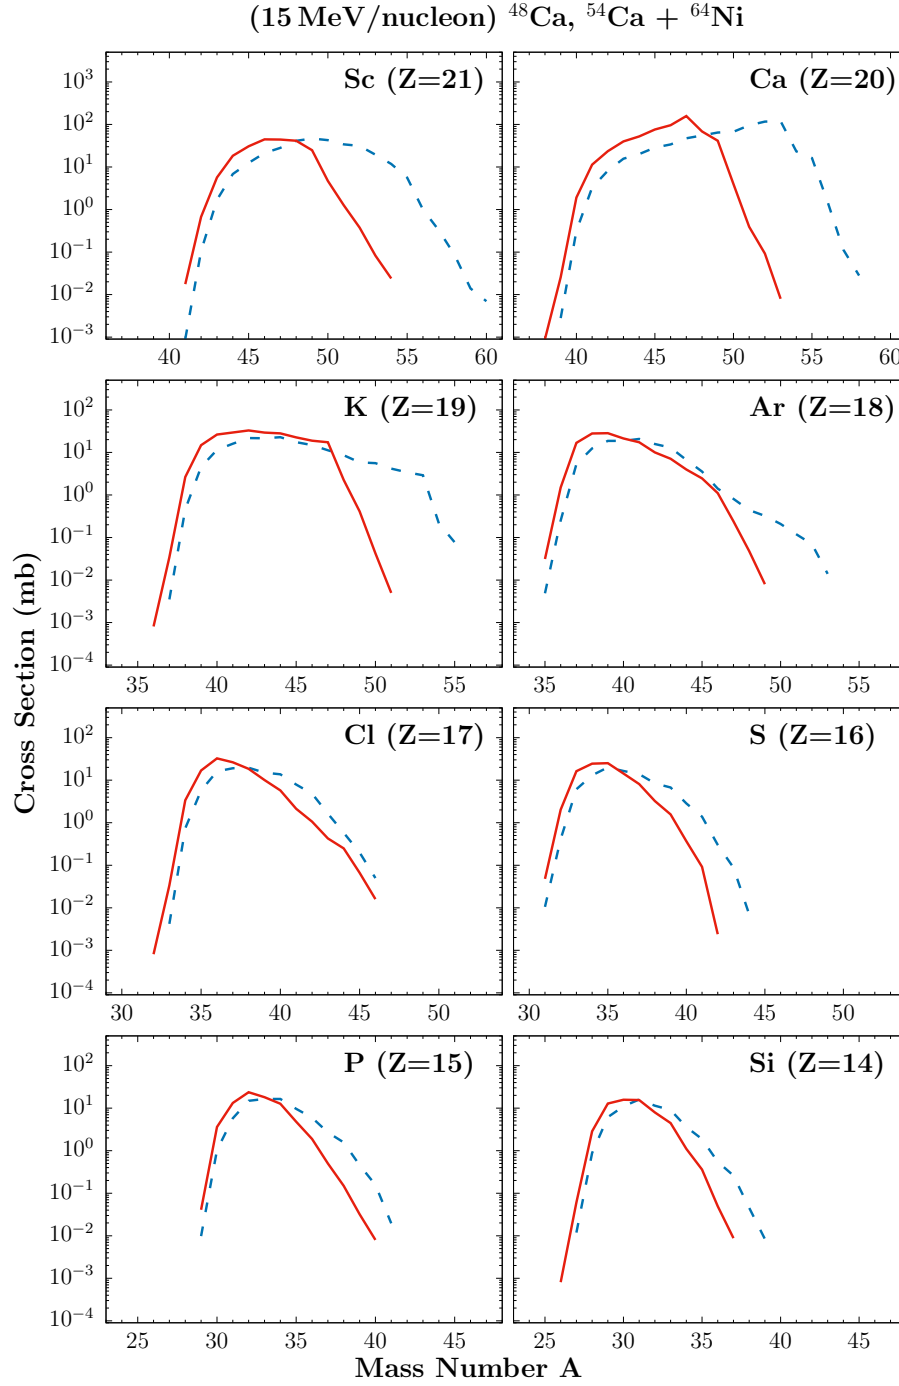 (15 MeV/nucleon) ⁴⁸Ca, ⁵⁴Ca + ⁶⁴Ni
Sc (Z=21)
10³
10²
10¹
10⁰
10⁻¹
10⁻²
10⁻³
40 45 50 55 60
Ca (Z=20)
40 45 50 55 60
K (Z=19)
10²
10¹
10⁰
10⁻¹
10⁻²
10⁻³
10⁻⁴
35 40 45 50 55
Ar (Z=18)
35 40 45 50 55
Cross Section (mb)
Cl (Z=17)
10²
10¹
10⁰
10⁻¹
10⁻²
10⁻³
10⁻⁴
30 35 40 45 50
S (Z=16)
30 35 40 45 50
P (Z=15)
10²
10¹
10⁰
10⁻¹
10⁻²
10⁻³
10⁻⁴
25 30 35 40 45
Si (Z=14)
25 30 35 40 45
Mass Number A